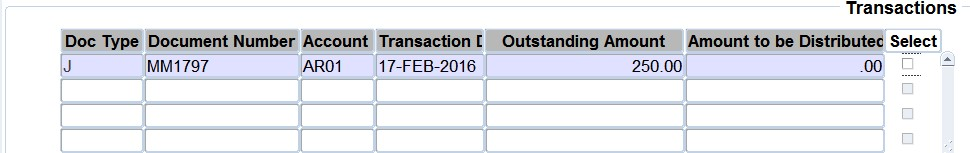 Transactions
Doc Type Document Number Account Transaction D Outstanding Amount Amount to be Distributed Select
J MM1797 AR01 17-FEB-2016 250.00 .00